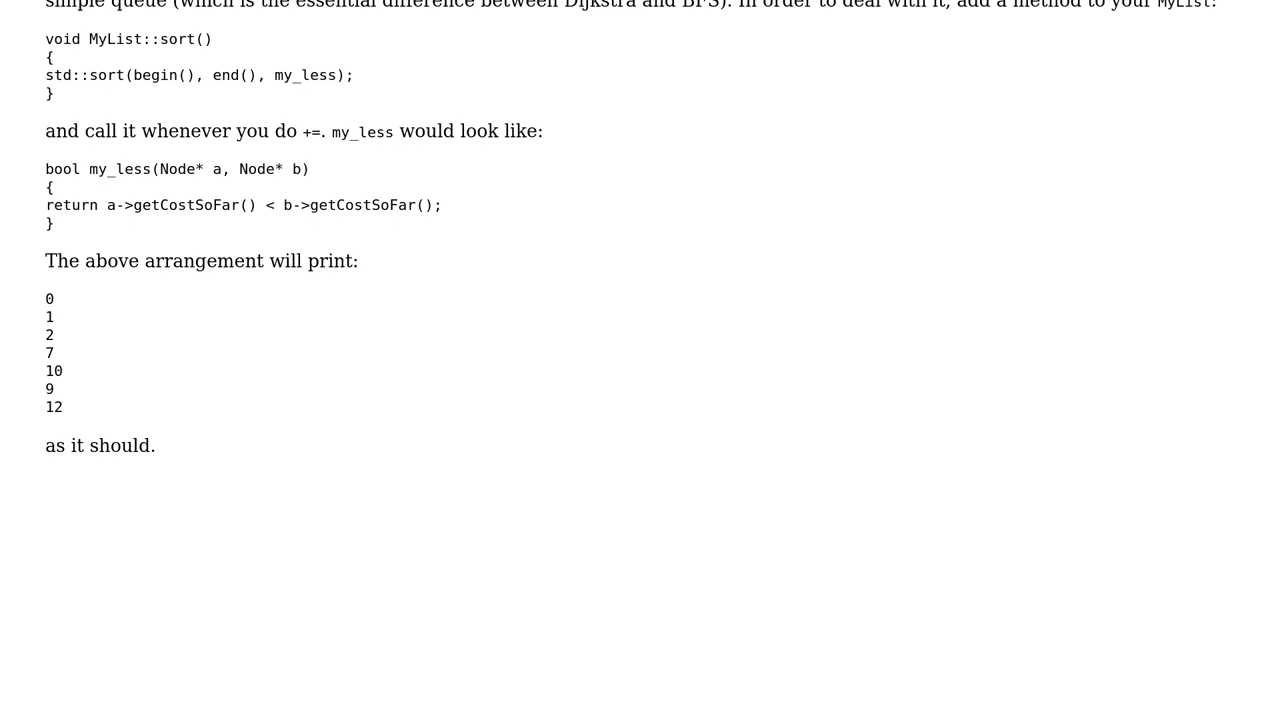 simple queue (which is the essential difference between Dijkstra and BFS). In order to deal with it, add a method to your MyList:
void MyList::sort()
{
std::sort(begin(), end(), my_less);
}
and call it whenever you do +=. my_less would look like:
bool my_less(Node* a, Node* b)
{
return a->getCostSoFar() < b->getCostSoFar();
}
The above arrangement will print:
0
1
2
7
10
9
12
as it should.